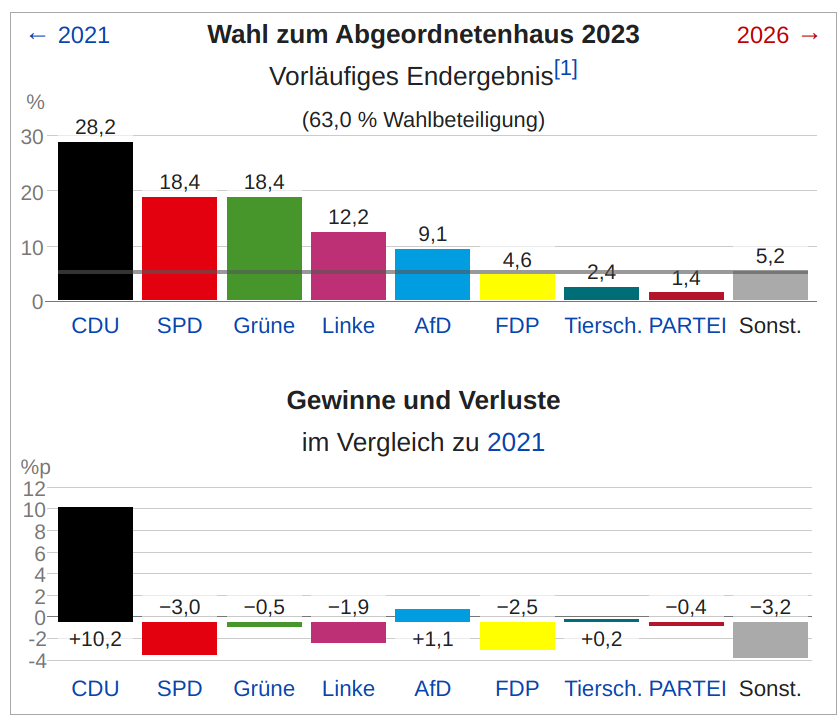 ← 2021 Wahl zum Abgeordnetenhaus 2023 2026 →
Vorläufiges Endergebnis[1]
%
(63,0 % Wahlbeteiligung)
30
20
10
0
28,2 18,4 18,4 12,2 9,1 4,6 2,4 1,4 5,2
CDU SPD Grüne Linke AfD FDP Tiersch. PARTEI Sonst.
Gewinne und Verluste
im Vergleich zu 2021
%p
12
10
8
6
4
2
0
-2
-4
+10,2 −3,0 −0,5 −1,9 +1,1 −2,5 +0,2 −0,4 −3,2
CDU SPD Grüne Linke AfD FDP Tiersch. PARTEI Sonst.